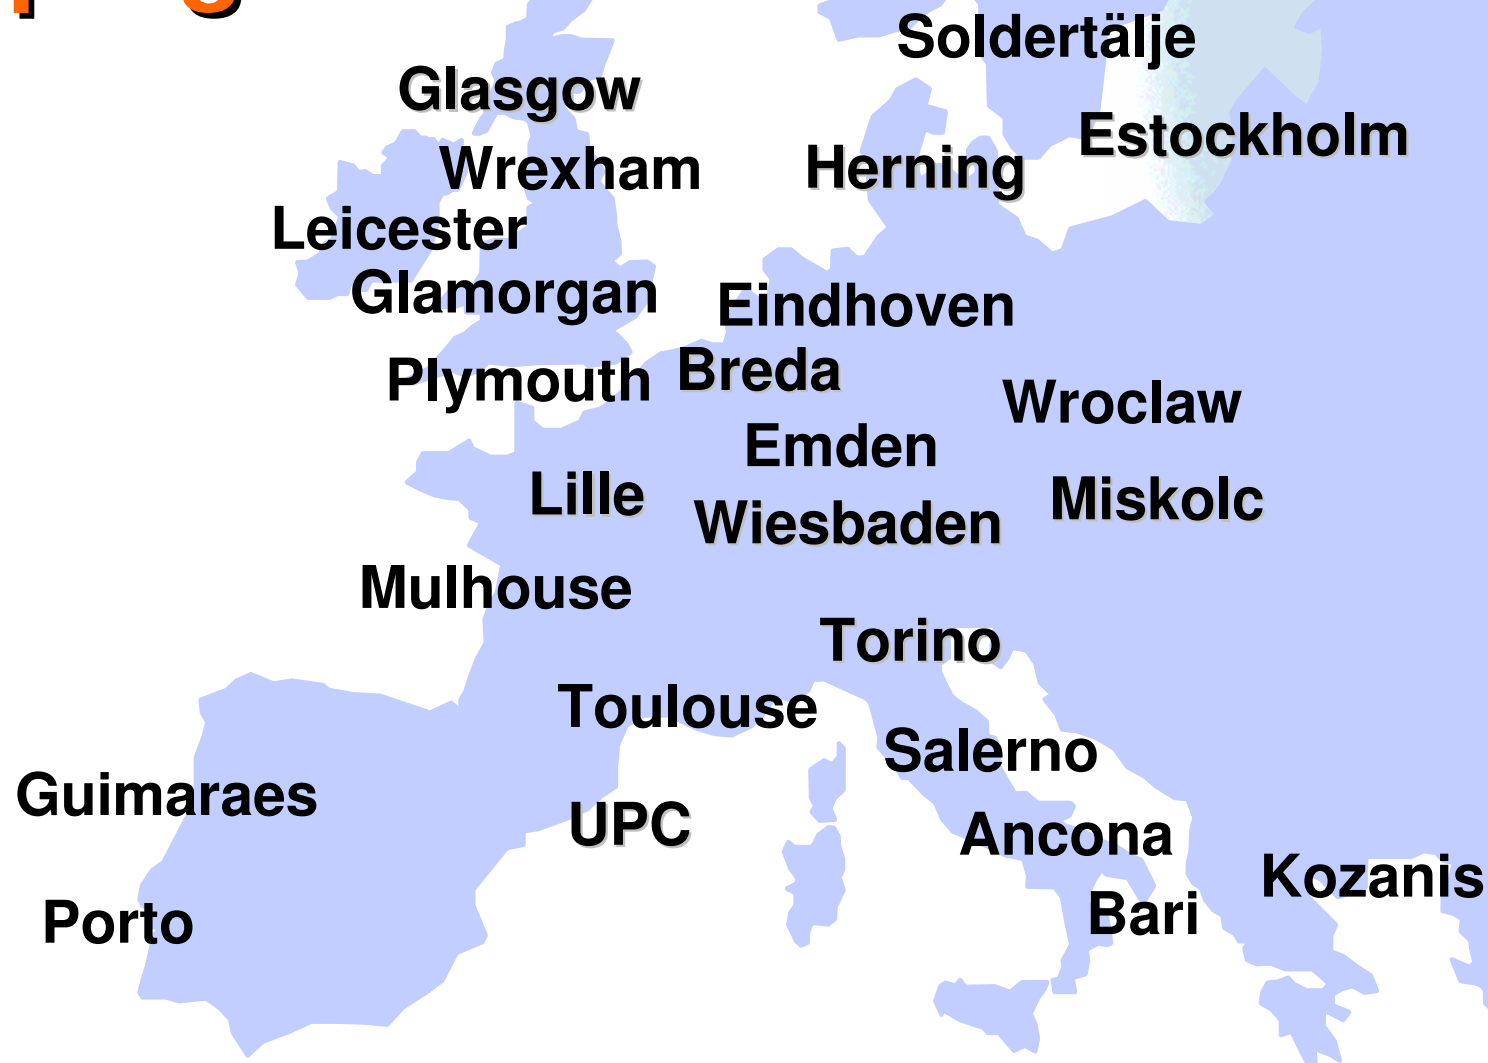 Soldertälje
Glasgow
Estockholm
Wrexham
Herning
Leicester
Glamorgan
Eindhoven
Breda
Plymouth
Wroclaw
Emden
Lille
Miskolc
Wiesbaden
Mulhouse
Torino
Toulouse
Salerno
Guimaraes
UPC
Ancona
Kozanis
Bari
Porto